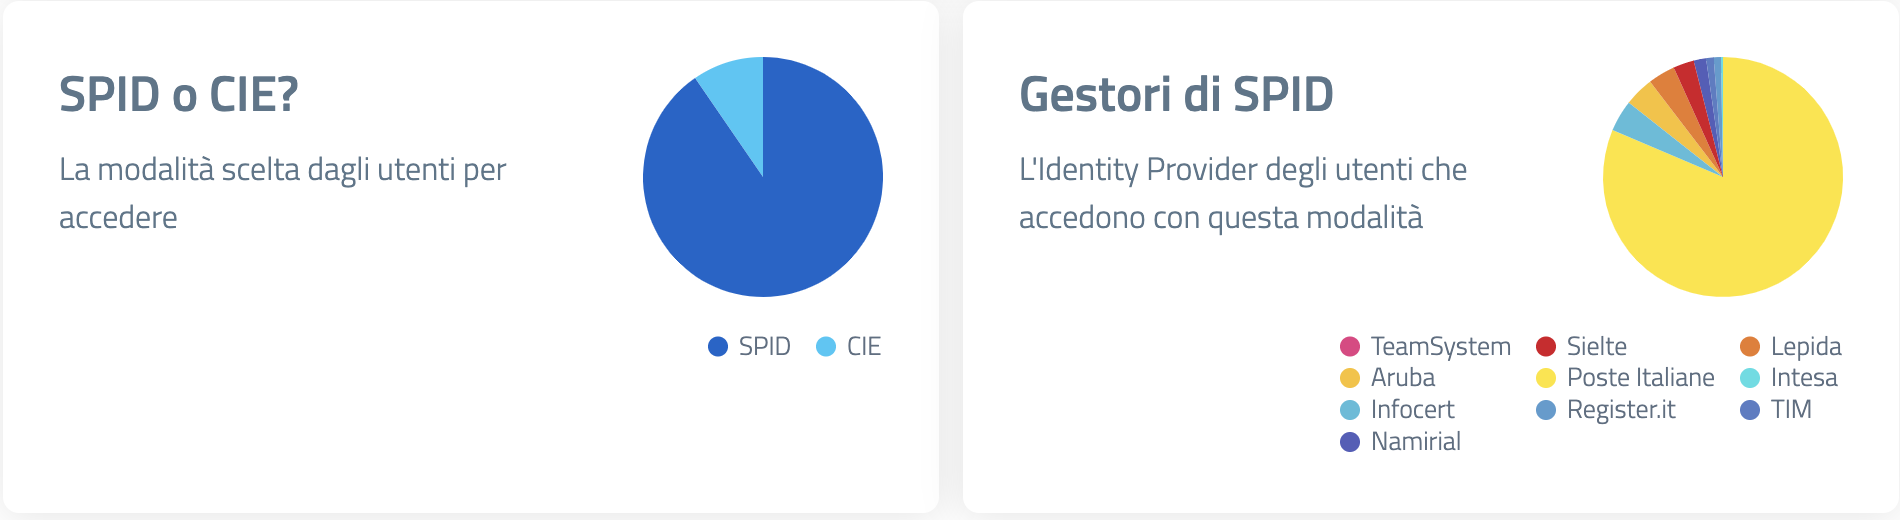 SPID o CIE?
La modalità scelta dagli utenti per
accedere
SPID
CIE
Gestori di SPID
L'Identity Provider degli utenti che
accedono con questa modalità
TeamSystem
Sielte
Lepida
Aruba
Poste Italiane
Intesa
Infocert
Register.it
TIM
Namirial